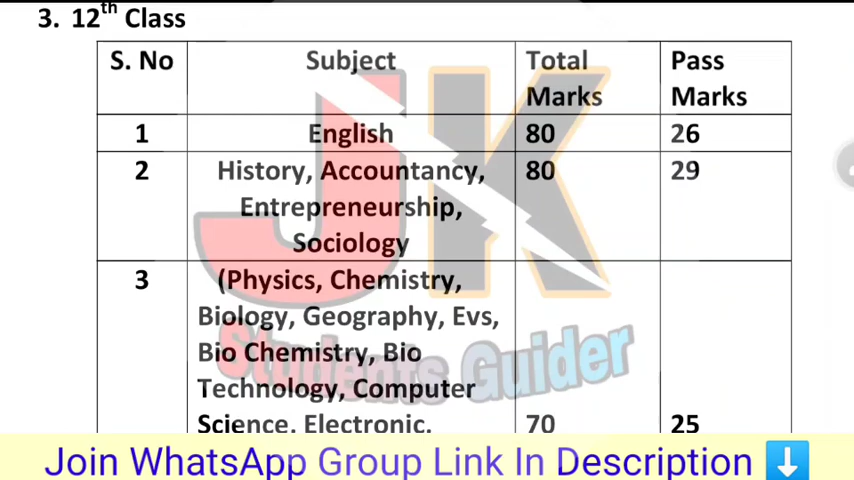 3. 12th Class
S. No Subject Total Marks Pass Marks
1 English 80 26
2 History, Accountancy, 80 29
Entrepreneurship,
Sociology
3 (Physics, Chemistry,
Biology, Geography, Evs,
Bio Chemistry, Bio
Technology, Computer
Science, Electronic, 70 25
JK
Students Guider
Join WhatsApp Group Link In Description ⬇️